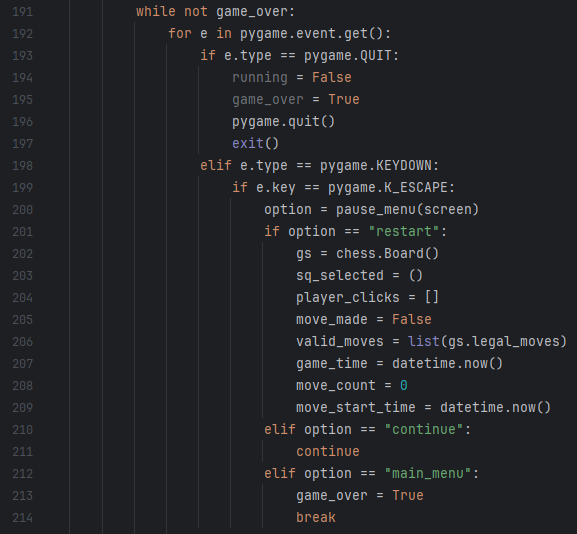 191 while not game_over:
192 for e in pygame.event.get():
193 if e.type == pygame.QUIT:
194 running = False
195 game_over = True
196 pygame.quit()
197 exit()
198 elif e.type == pygame.KEYDOWN:
199 if e.key == pygame.K_ESCAPE:
200 option = pause_menu(screen)
201 if option == "restart":
202 gs = chess.Board()
203 sq_selected = ()
204 player_clicks = []
205 move_made = False
206 valid_moves = list(gs.legal_moves)
207 game_time = datetime.now()
208 move_count = 0
209 move_start_time = datetime.now()
210 elif option == "continue":
211 continue
212 elif option == "main_menu":
213 game_over = True
214 break